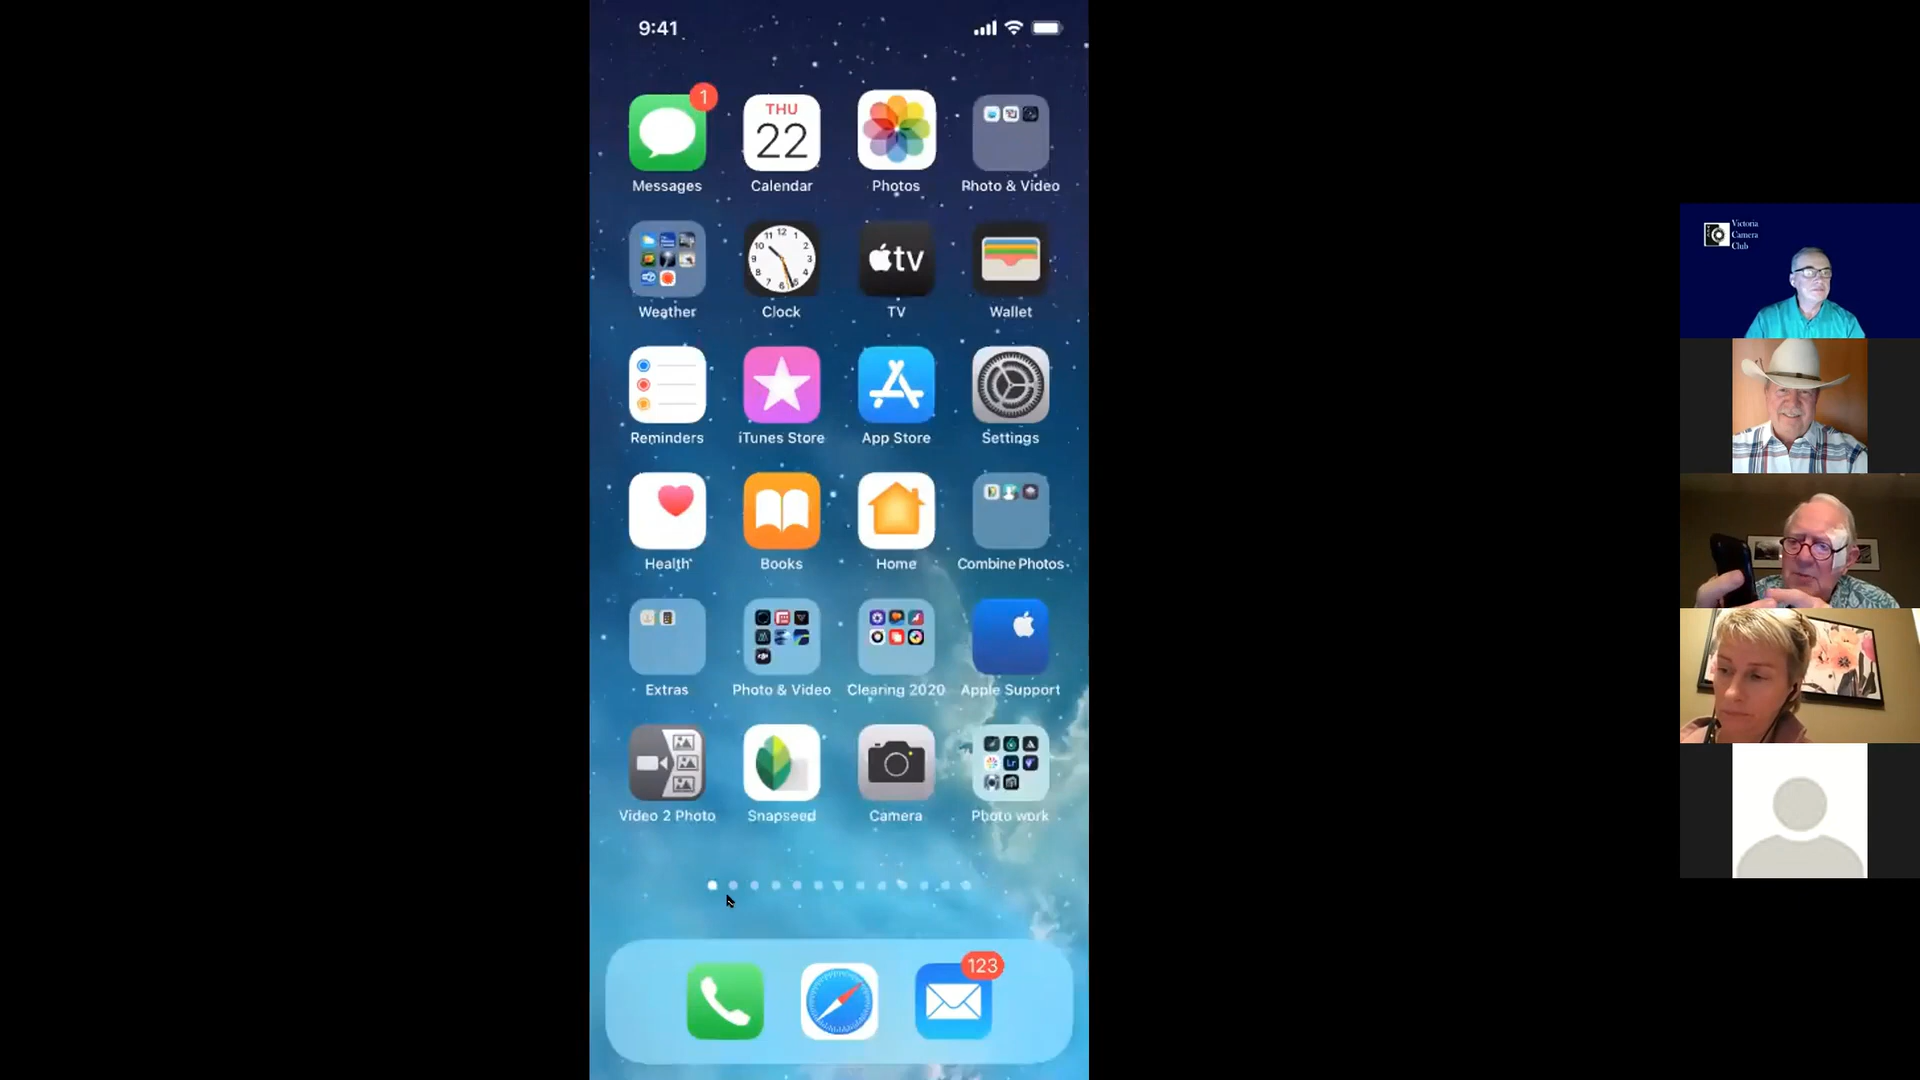 9:41
1
THU
22
Messages
Calendar
Photos
Photo & Video
12
tv
Weather
Clock
TV
Wallet
Reminders
iTunes Store
App Store
Settings
Health
Books
Home
Combine Photos
Extras
Photo & Video
Clearing 2020
Apple Support
Lr
Video 2 Photo
Snapseed
Camera
Photo work
123
Victoria
Camera
Club